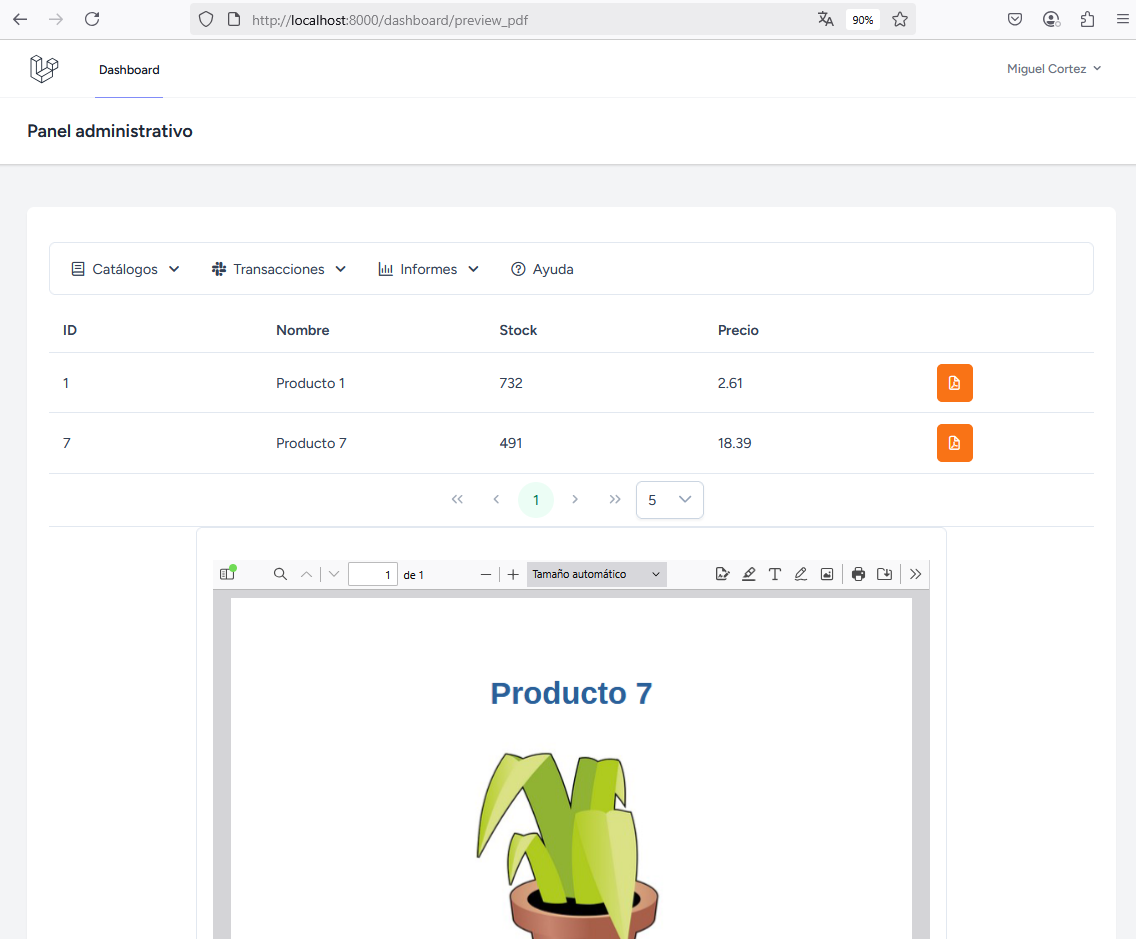 http://localhost:8000/dashboard/preview_pdf 90%
Dashboard Miguel Cortez
Panel administrativo
Catálogos Transacciones Informes Ayuda
ID Nombre Stock Precio
1 Producto 1 732 2.61
7 Producto 7 491 18.39
1 5
1 de 1 Tamaño automático
Producto 7